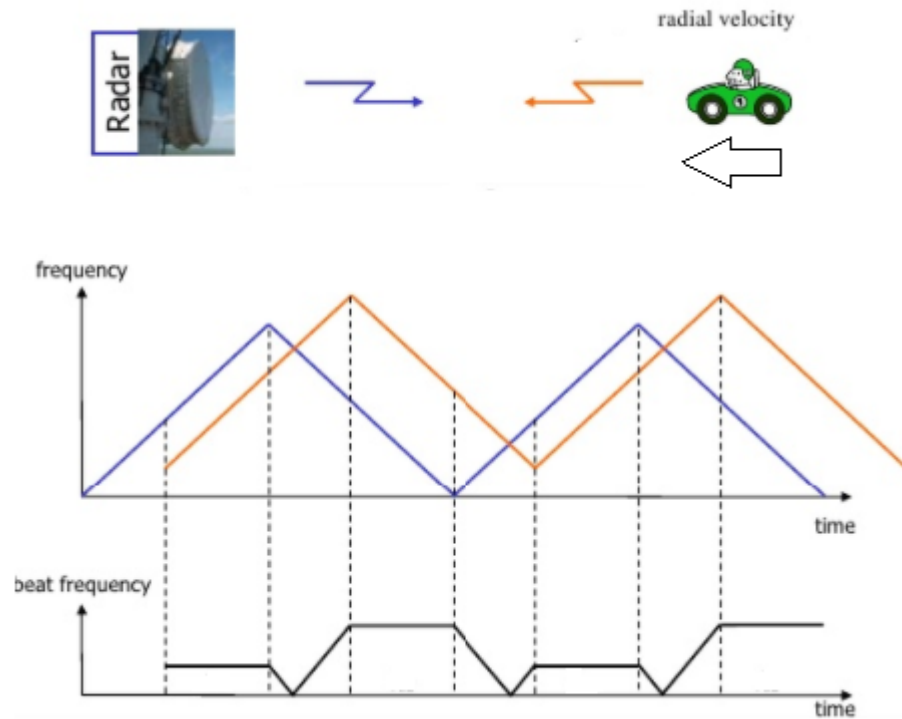 radial velocity
Radar
frequency
time
beat frequency
time